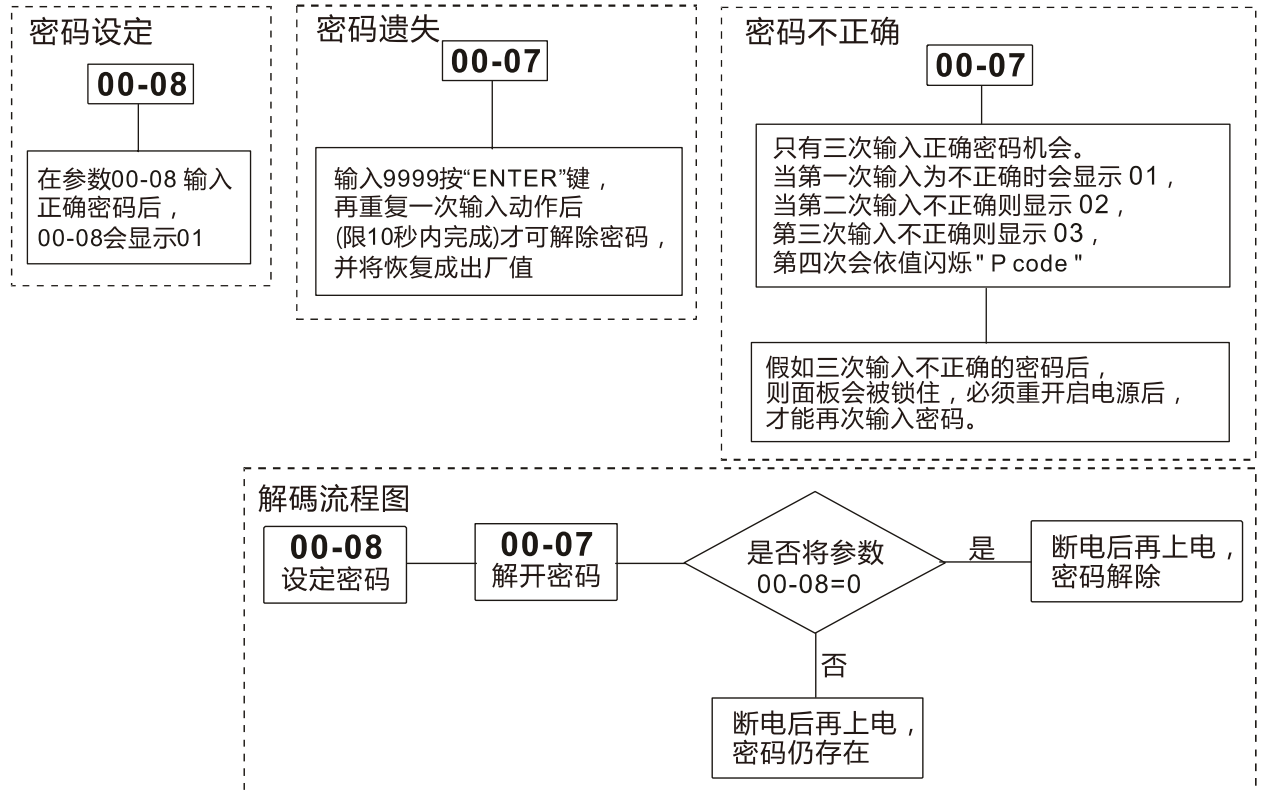 密码设定
00-08
在参数00-08 输入
正确密码后，
00-08会显示01
密码遗失
00-07
输入9999按“ENTER”键，
再重复一次输入动作后
(限10秒内完成)才可解除密码，
并将恢复成出厂值
密码不正确
00-07
只有三次输入正确密码机会。
当第一次输入为不正确时会显示 01，
当第二次输入不正确则显示 02，
第三次输入不正确则显示 03，
第四次会依值闪烁" P code "
假如三次输入不正确的密码后，
则面板会被锁住，必须重开启电源后，
才能再次输入密码。
解碼流程图
00-08
设定密码
00-07
解开密码
是否将参数
00-08=0
是
断电后再上电，
密码解除
否
断电后再上电，
密码仍存在